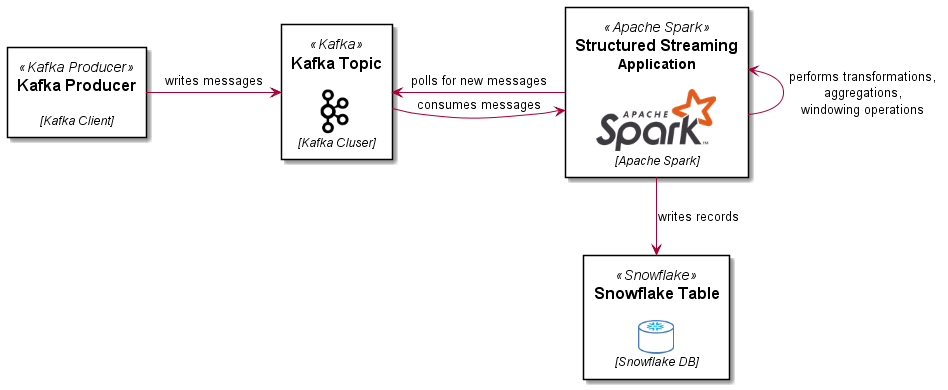 «Kafka Producer»
Kafka Producer
[Kafka Client]
writes messages
«Kafka»
Kafka Topic
[Kafka Cluser]
polls for new messages
consumes messages
«Apache Spark»
Structured Streaming
Application
APACHE
Spark™
[Apache Spark]
performs transformations,
aggregations,
windowing operations
writes records
«Snowflake»
Snowflake Table
[Snowflake DB]